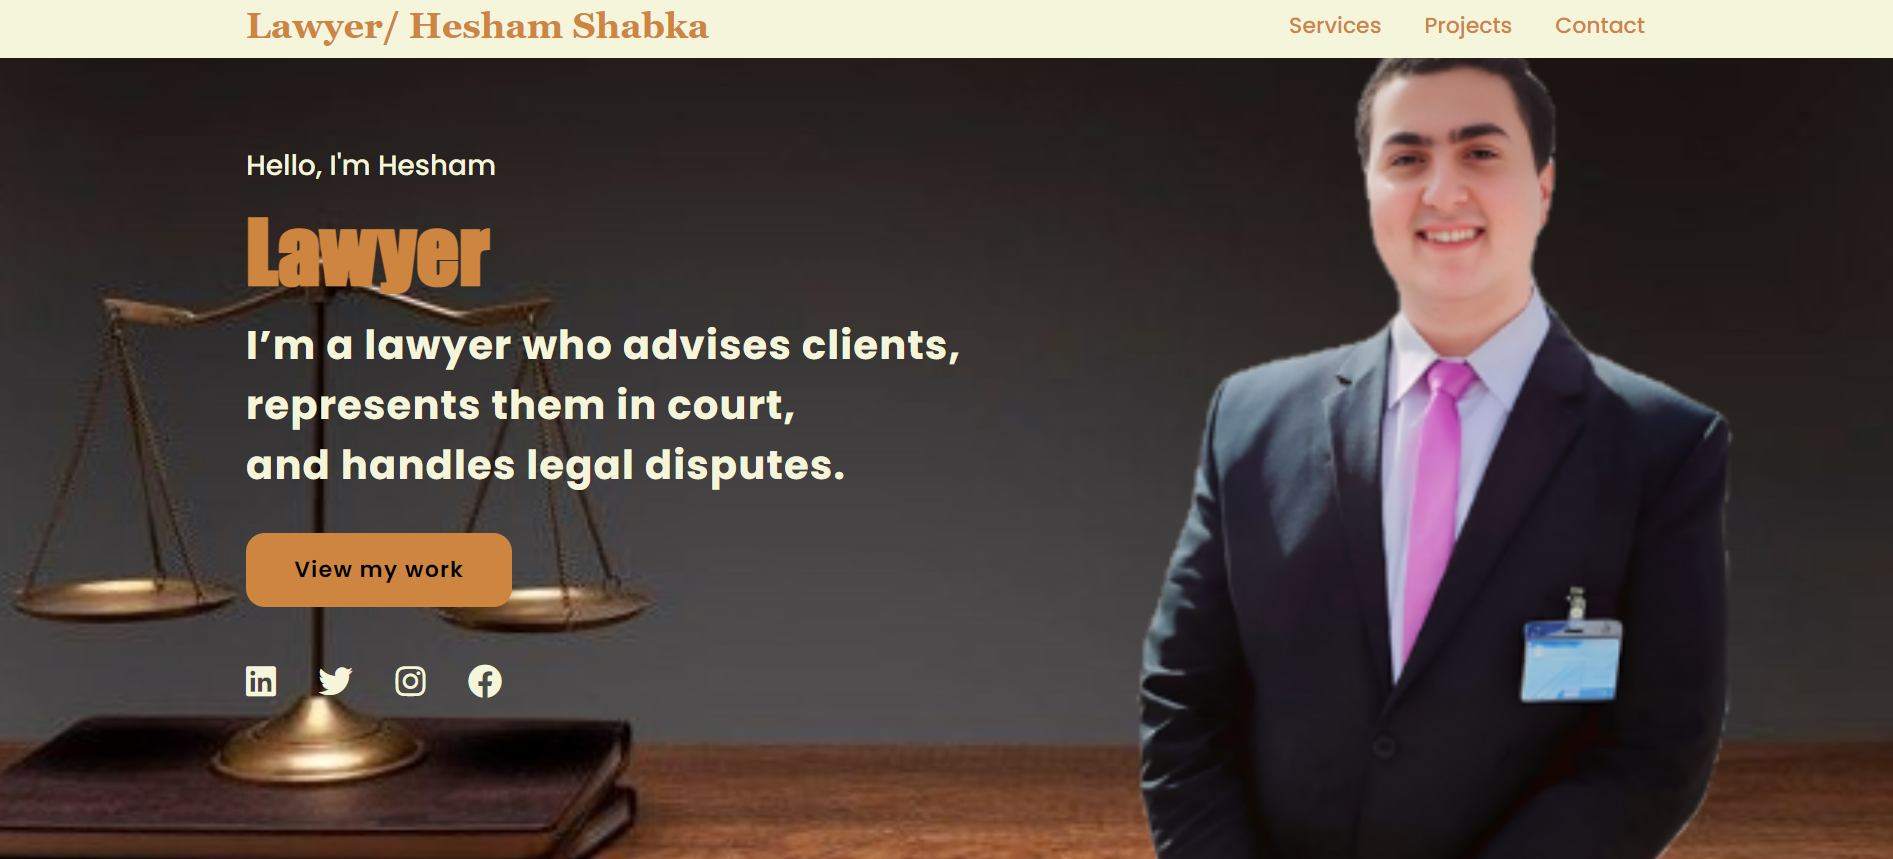 Lawyer/ Hesham Shabka
Services Projects Contact
Hello, I'm Hesham
Lawyer
I’m a lawyer who advises clients,
represents them in court,
and handles legal disputes.
View my work